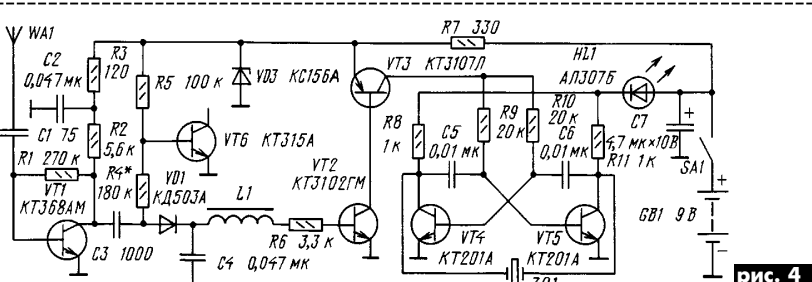 WA1
R7 330
C2
0,047 мк
R3
120
R5 100 к
VD3 КС156А
VT3
КТ3107Л
HL1
АЛ307Б
C1 75
R2
5,6 к
VT6 КТ315А
R8
1 к
C5
0,01 мк
R9
20 к
R10
20 к
C6
0,01 мк
C7
4,7 мк×10В
R11 1 к
SA1
R1 270 к
VT1
КТ368АМ
R4*
180 к
VD1
КД503А
L1
VT2
КТ3102ГМ
GB1 9 В
C3 1000
C4 0,047 мк
R6 3,3 к
VT4
КТ201А
VT5
КТ201А
рис. 4